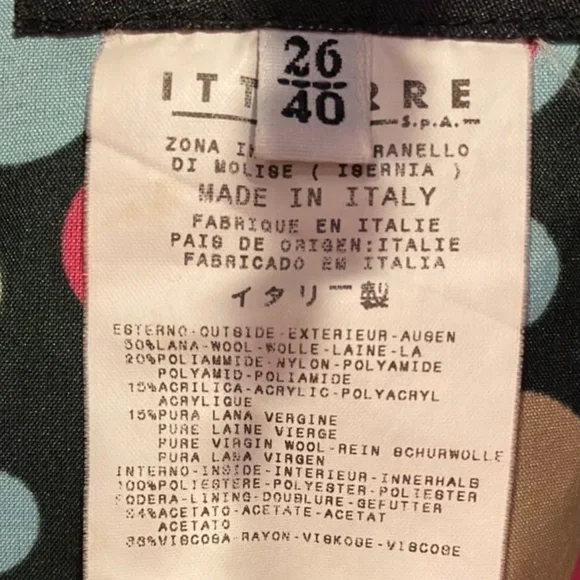 26
40
ITT RRE
S.p.A.
ZONA I RANELLO
DI MOLISE ( ISERNIA )
MADE IN ITALY
FABRIQUE EN ITALIE
PAIS DE ORIGEN:ITALIE
FABRICADO EM ITALIA
イタリー製
ESTERNO-OUTSIDE-EXTERIEUR-AUSEN
50%LANA-WOOL-WOLLE-LAINE-LA
20%POLIAMMIDE-NYLON-POLYAMIDE
POLYAMID-POLIAMIDE
15%ACRILICA-ACRYLIC-POLYACRYL
ACRYLIQUE
15%PURA LANA VERGINE
PURE LAINE VIERGE
PURE VIRGIN WOOL-REIN SCHURWOLLE
PURA LANA VIRGEN
INTERNO-INSIDE-INTERIEUR-INNERHALB
100%POLIESTERE-POLYESTER-POLIESTER
FODERA-LINING-DOUBLURE-GEFUTTER
ACETATO-ACETATE-ACETAT
ACETATO
VISCOSA-RAYON-VISKOSE-VISCOSE